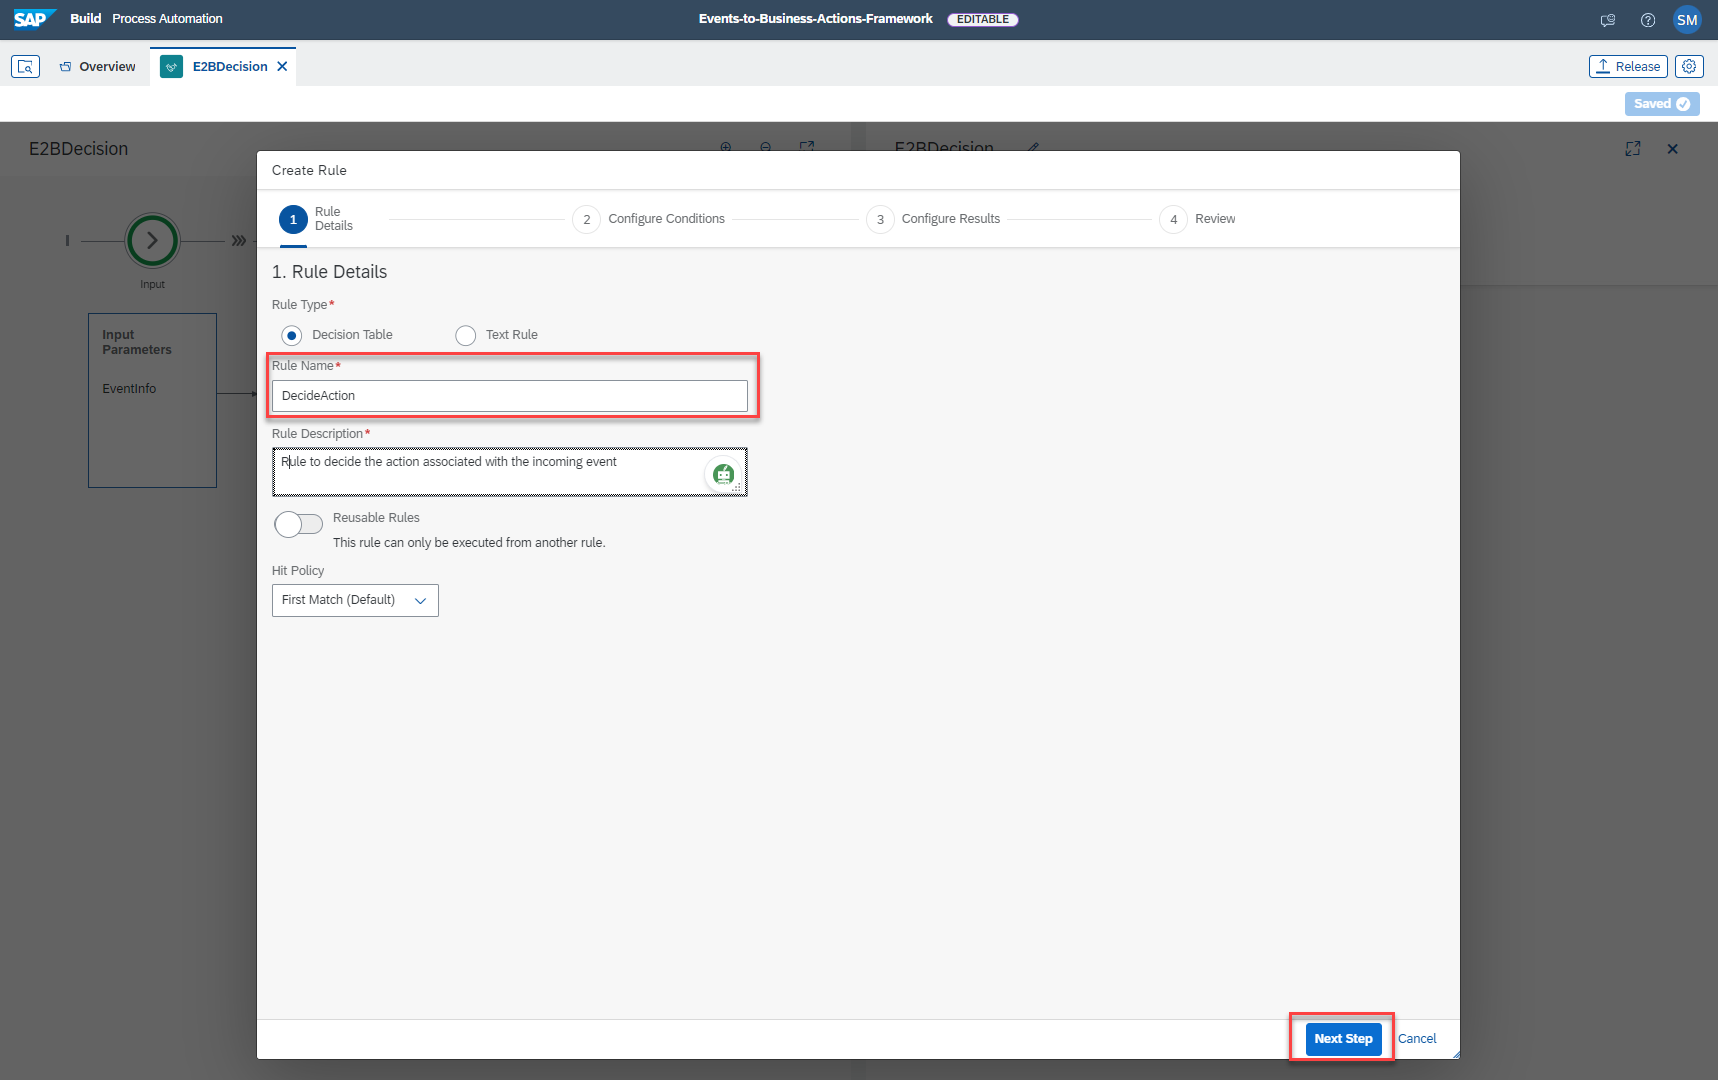 SAP Build Process Automation
Events-to-Business-Actions-Framework EDITABLE
SM
Overview
E2BDecision
Release
Saved
E2BDecision
E2BDecision
Input
Input
Parameters
EventInfo
Create Rule
1 Rule
Details
2 Configure Conditions
3 Configure Results
4 Review
1. Rule Details
Rule Type*
Decision Table
Text Rule
Rule Name*
DecideAction
Rule Description*
Rule to decide the action associated with the incoming event
Reusable Rules
This rule can only be executed from another rule.
Hit Policy
First Match (Default)
Next Step
Cancel